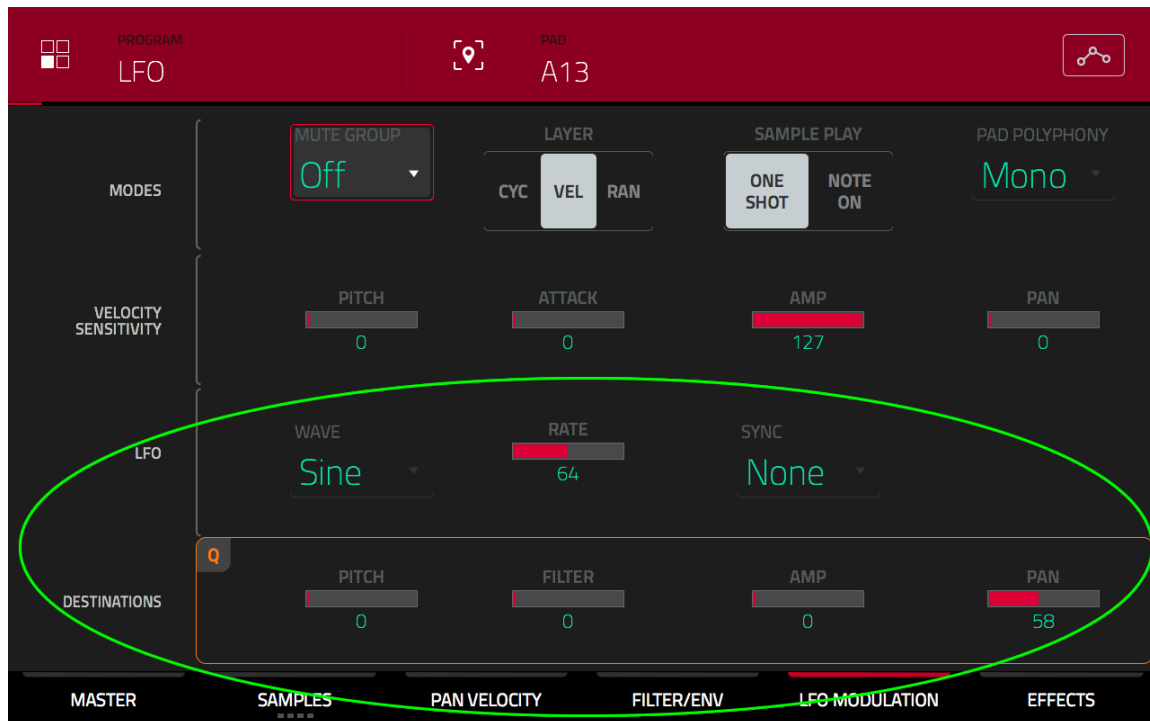 PROGRAM
LFO
PAD
A13
MODES
MUTE GROUP
Off
LAYER
CYC VEL RAN
SAMPLE PLAY
ONE SHOT
NOTE ON
PAD POLYPHONY
Mono
VELOCITY
SENSITIVITY
PITCH
0
ATTACK
0
AMP
127
PAN
0
LFO
WAVE
Sine
RATE
64
SYNC
None
DESTINATIONS
Q
PITCH
0
FILTER
0
AMP
0
PAN
58
MASTER SAMPLES PAN VELOCITY FILTER/ENV LFO MODULATION EFFECTS